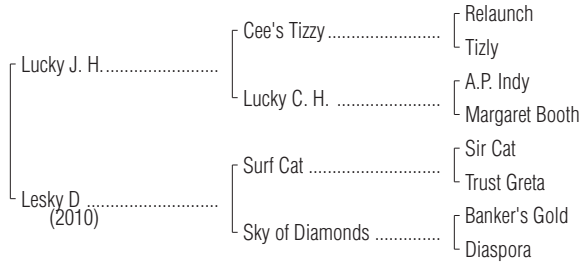 Relaunch
Cee's Tizzy
Tizly
Lucky J. H.
A.P. Indy
Lucky C. H.
Margaret Booth
Sir Cat
Surf Cat
Trust Greta
Lesky D
(2010)
Banker's Gold
Sky of Diamonds
Diaspora